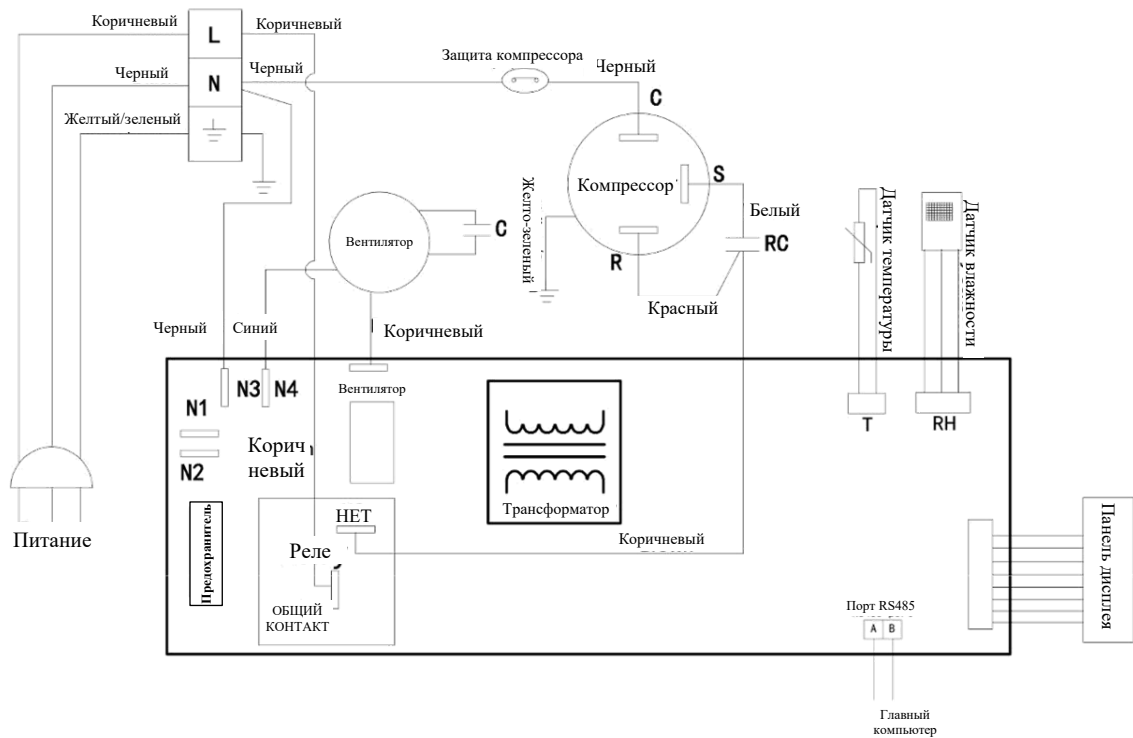 Коричневый
L
Коричневый
Черный
N
Черный
Желтый/зеленый
Защита компрессора
Черный
C
Компрессор
S
Белый
RC
R
Красный
Желто-зеленый
Вентилятор
C
Коричневый
Черный
Синий
Датчик температуры
Датчик влажности
N3
N4
N1
N2
Вентилятор
Корич
невый
Трансформатор
T
RH
Питание
Предохранитель
НЕТ
Реле
ОБЩИЙ
КОНТАКТ
Коричневый
Порт RS485
A B
Панель дисплея
Главный
компьютер